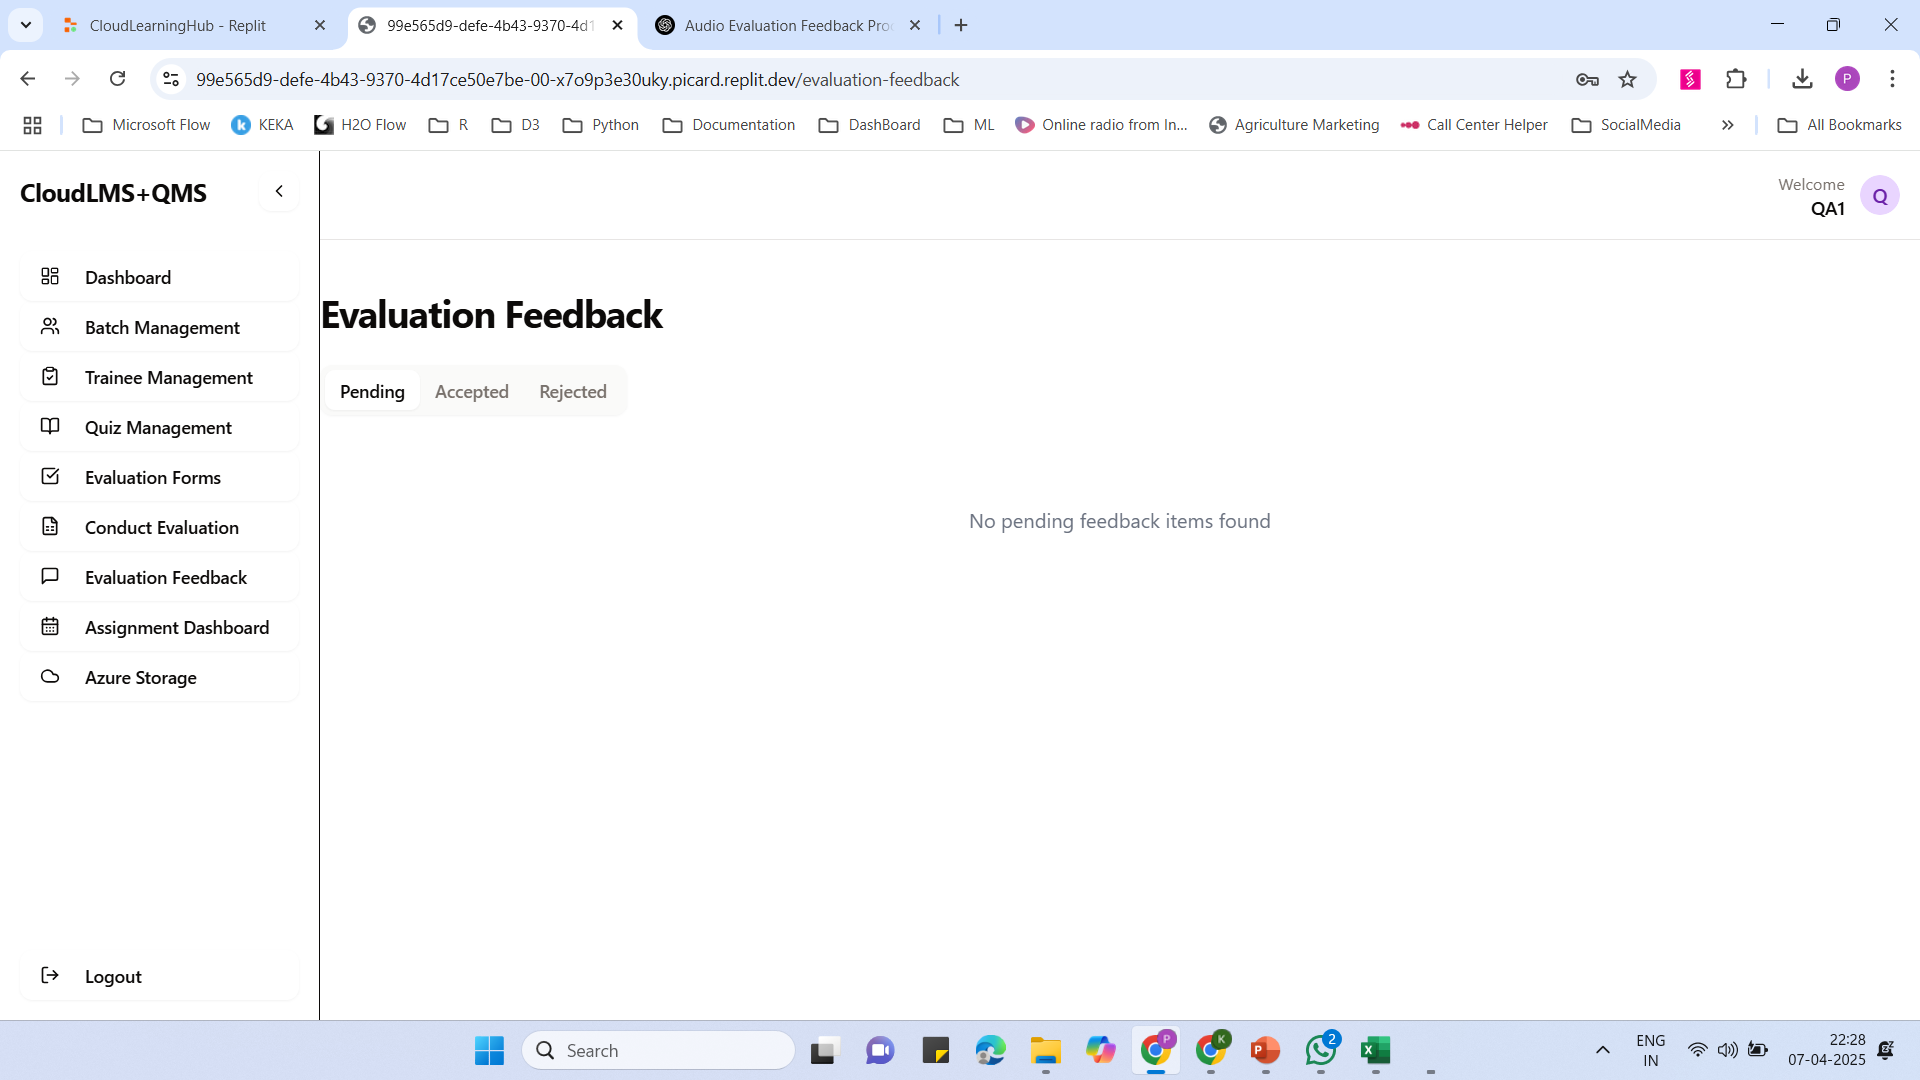 CloudLearningHub - Replit
99e565d9-defe-4b43-9370-4d1
Audio Evaluation Feedback Proc
99e565d9-defe-4b43-9370-4d17ce50e7be-00-x7o9p3e30uky.picard.replit.dev/evaluation-feedback
P
Microsoft Flow
KEKA
H2O Flow
R
D3
Python
Documentation
DashBoard
ML
Online radio from In...
Agriculture Marketing
Call Center Helper
SocialMedia
All Bookmarks
CloudLMS+QMS
Welcome
QA1
Q
Dashboard
Batch Management
Trainee Management
Quiz Management
Evaluation Forms
Conduct Evaluation
Evaluation Feedback
Assignment Dashboard
Azure Storage
Logout
Evaluation Feedback
Pending
Accepted
Rejected
No pending feedback items found
Search
P
K
2
ENG
IN
22:28
07-04-2025